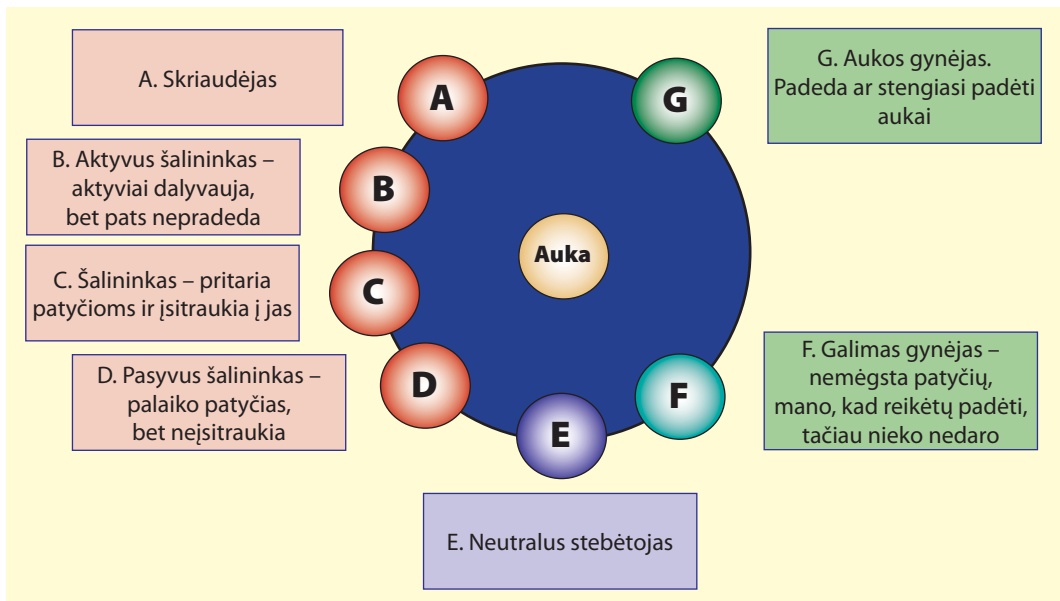 A. Skriaudėjas
B. Aktyvus šalininkas –
aktyviai dalyvauja,
bet pats nepradeda
C. Šalininkas – pritaria
patyčioms ir įsitraukia į jas
D. Pasyvus šalininkas –
palaiko patyčias,
bet neįsitraukia
A
B
C
D
E
F
G
Auka
G. Aukos gynėjas.
Padeda ar stengiasi padėti
aukai
F. Galimas gynėjas –
nemėgsta patyčių,
mano, kad reikėtų padėti,
tačiau nieko nedaro
E. Neutralus stebėtojas